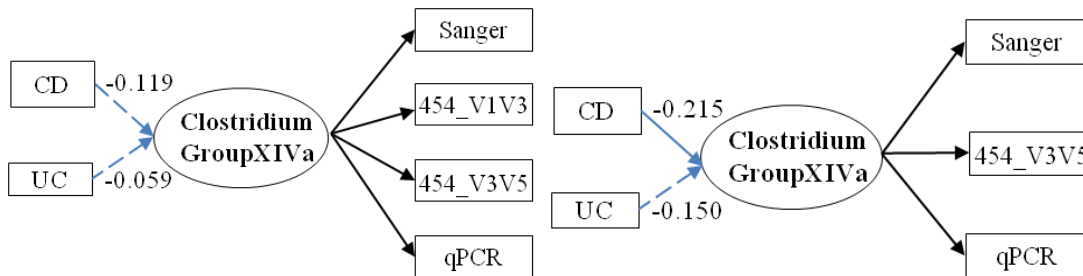 Sanger
CD
-0.119
454_V1V3
Clostridium
GroupXIVa
UC
-0.059
454_V3V5
qPCR
Sanger
CD
-0.215
Clostridium
GroupXIVa
454_V3V5
UC
-0.150
qPCR